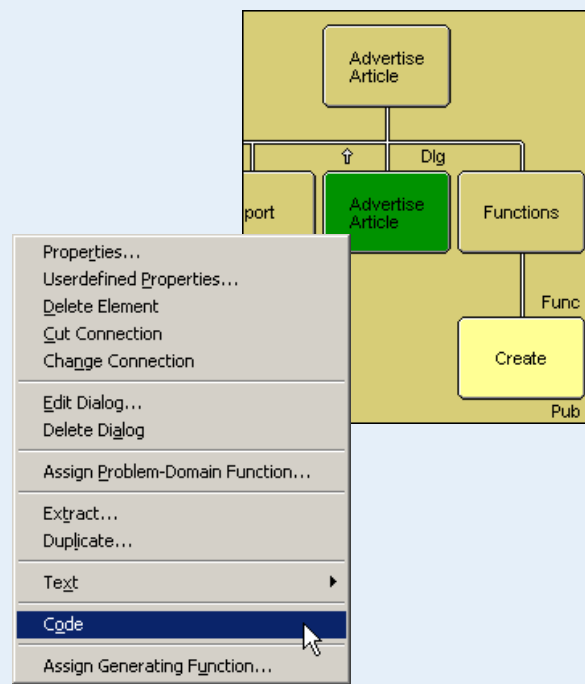 Advertise
Article
Dlg
port
Advertise
Article
Functions
Func
Create
Pub
Properties...
Userdefined Properties...
Delete Element
Cut Connection
Change Connection
Edit Dialog...
Delete Dialog
Assign Problem-Domain Function...
Extract...
Duplicate...
Text
Code
Assign Generating Function...